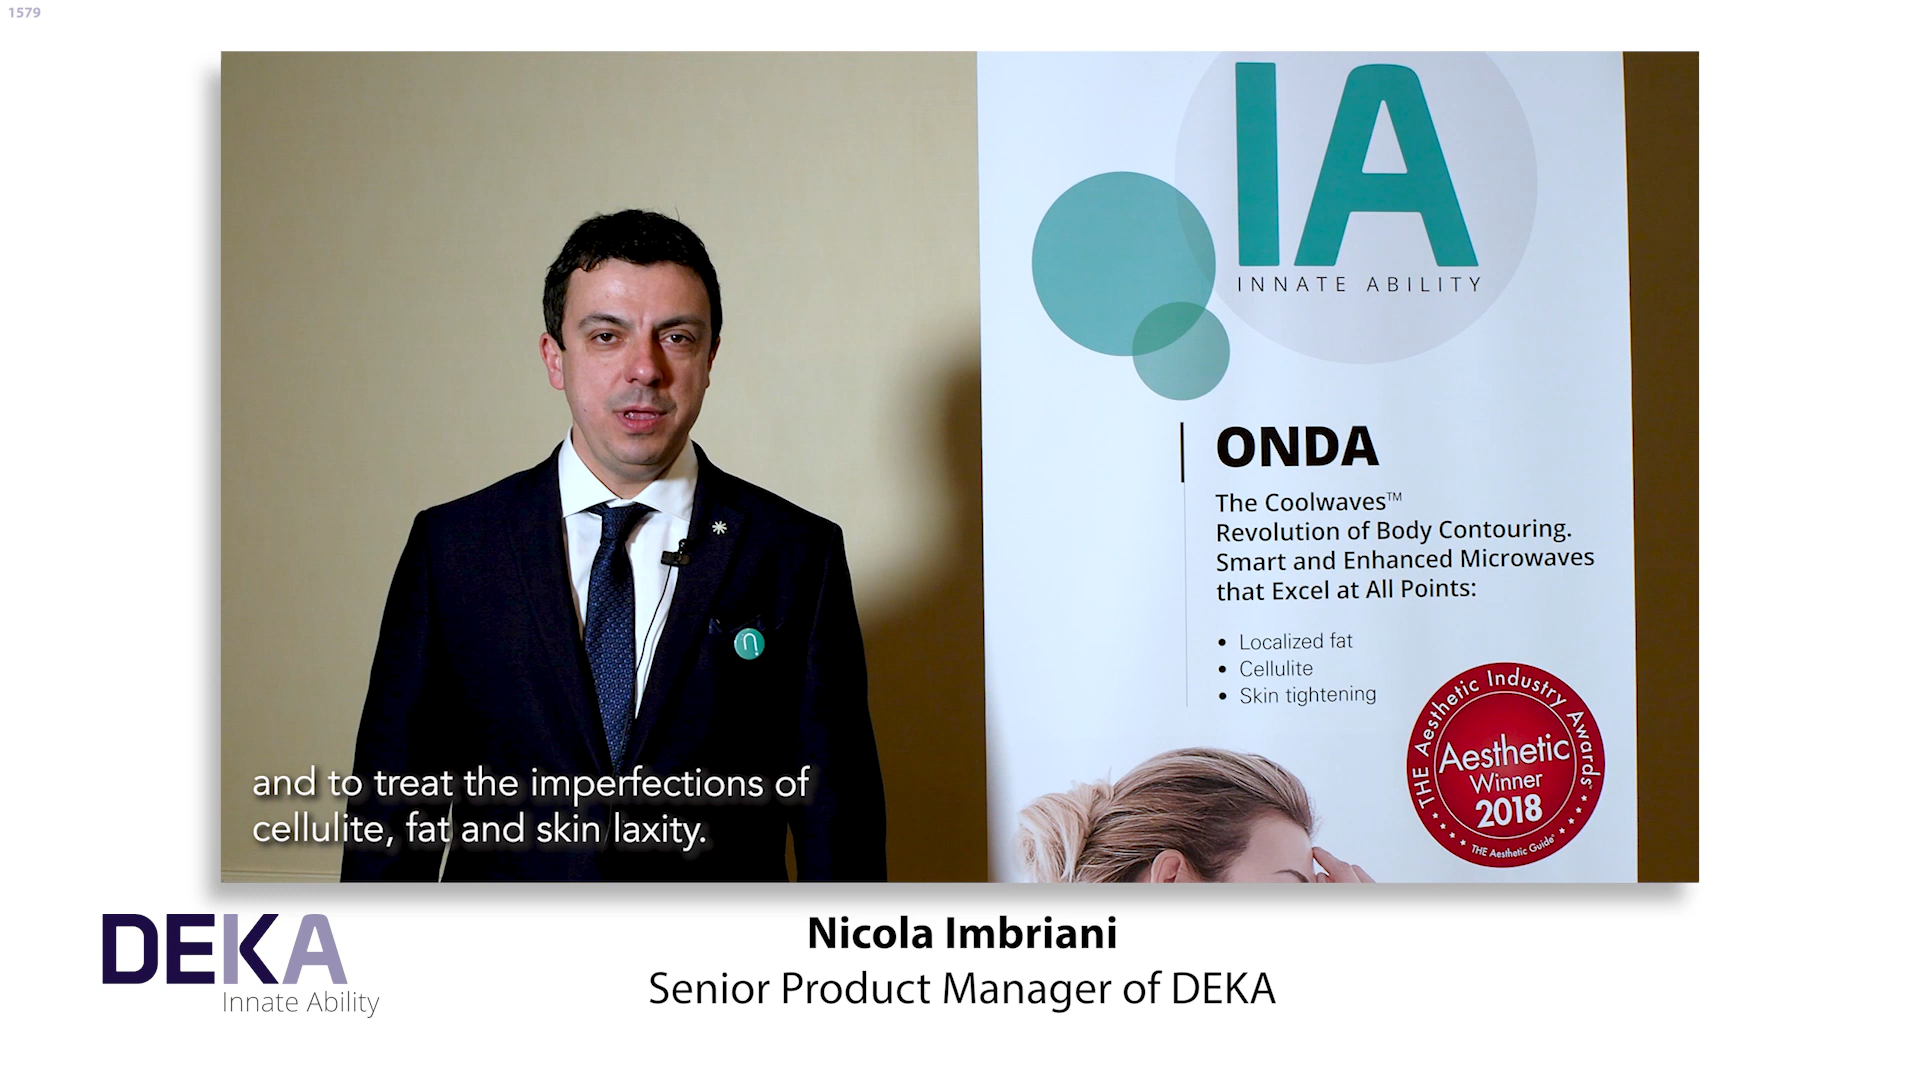 1579
IA
INNATE ABILITY
ONDA
The Coolwaves™
Revolution of Body Contouring.
Smart and Enhanced Microwaves
that Excel at All Points:
• Localized fat
• Cellulite
• Skin tightening
THE Aesthetic Industry Awards
Aesthetic
Winner
2018
THE Aesthetic Guide®
and to treat the imperfections of
cellulite, fat and skin laxity.
DEKA
Innate Ability
Nicola Imbriani
Senior Product Manager of DEKA